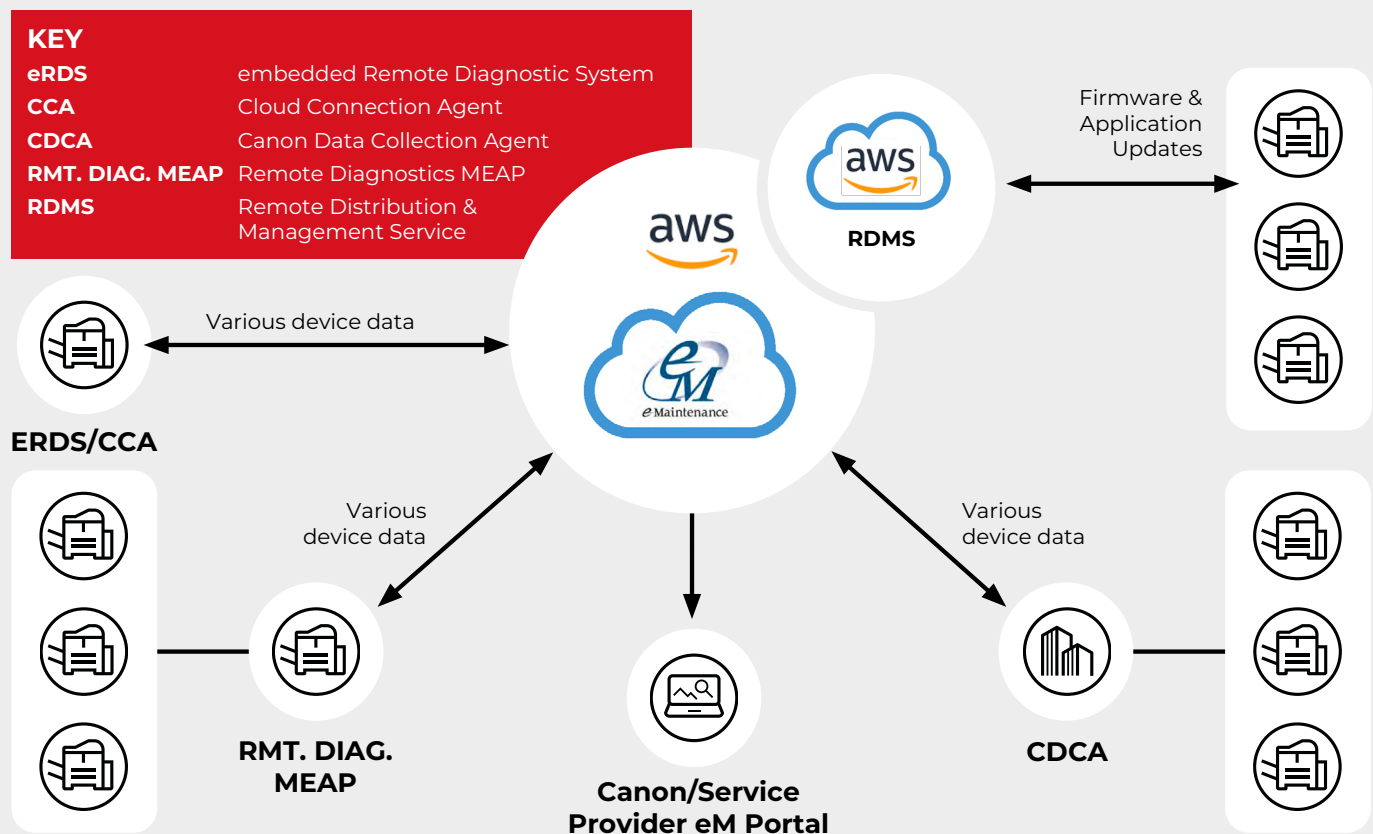 KEY
eRDS embedded Remote Diagnostic System
CCA Cloud Connection Agent
CDCA Canon Data Collection Agent
RMT. DIAG. MEAP Remote Diagnostics MEAP
RDMS Remote Distribution &
Management Service
aws
RDMS
Firmware &
Application
Updates
aws
eM
e Maintenance
Various device data
ERDS/CCA
Various
device data
Various
device data
RMT. DIAG.
MEAP
Canon/Service
Provider eM Portal
CDCA